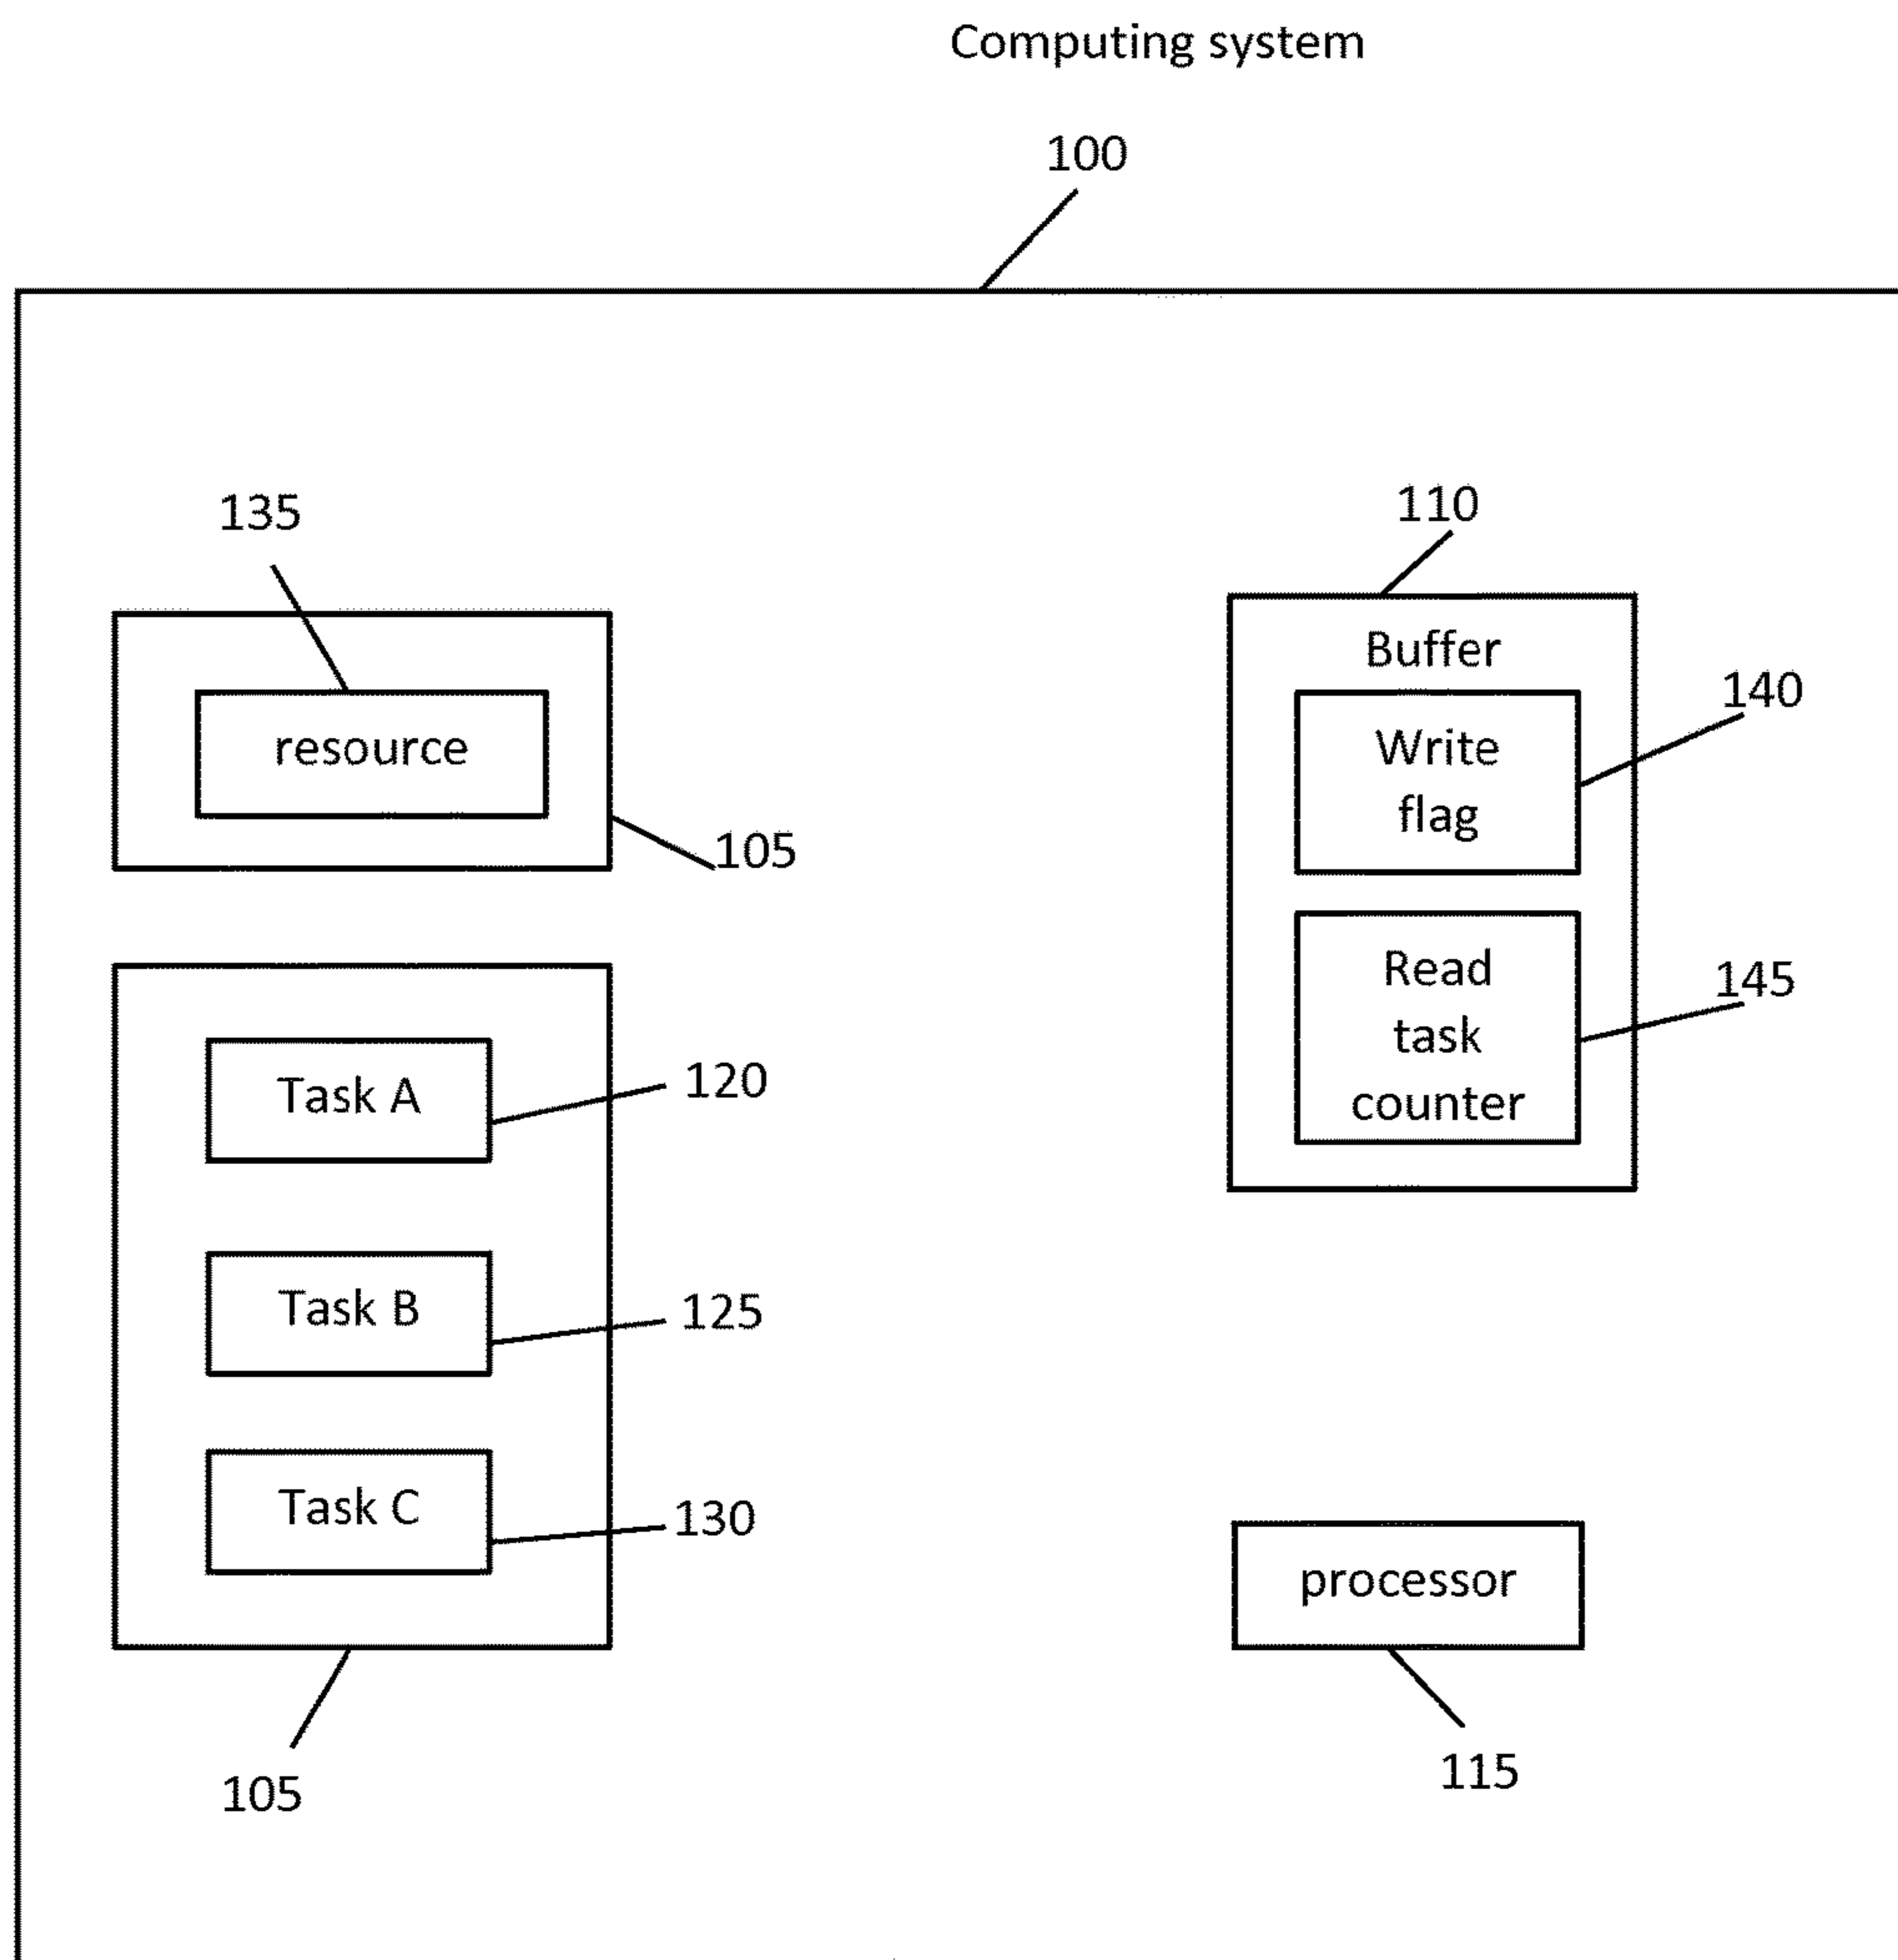 Computing system
100
135
110
Buffer
140
Write
flag
resource
105
145
Read
task
counter
Task A
120
Task B
125
Task C
130
processor
115
105